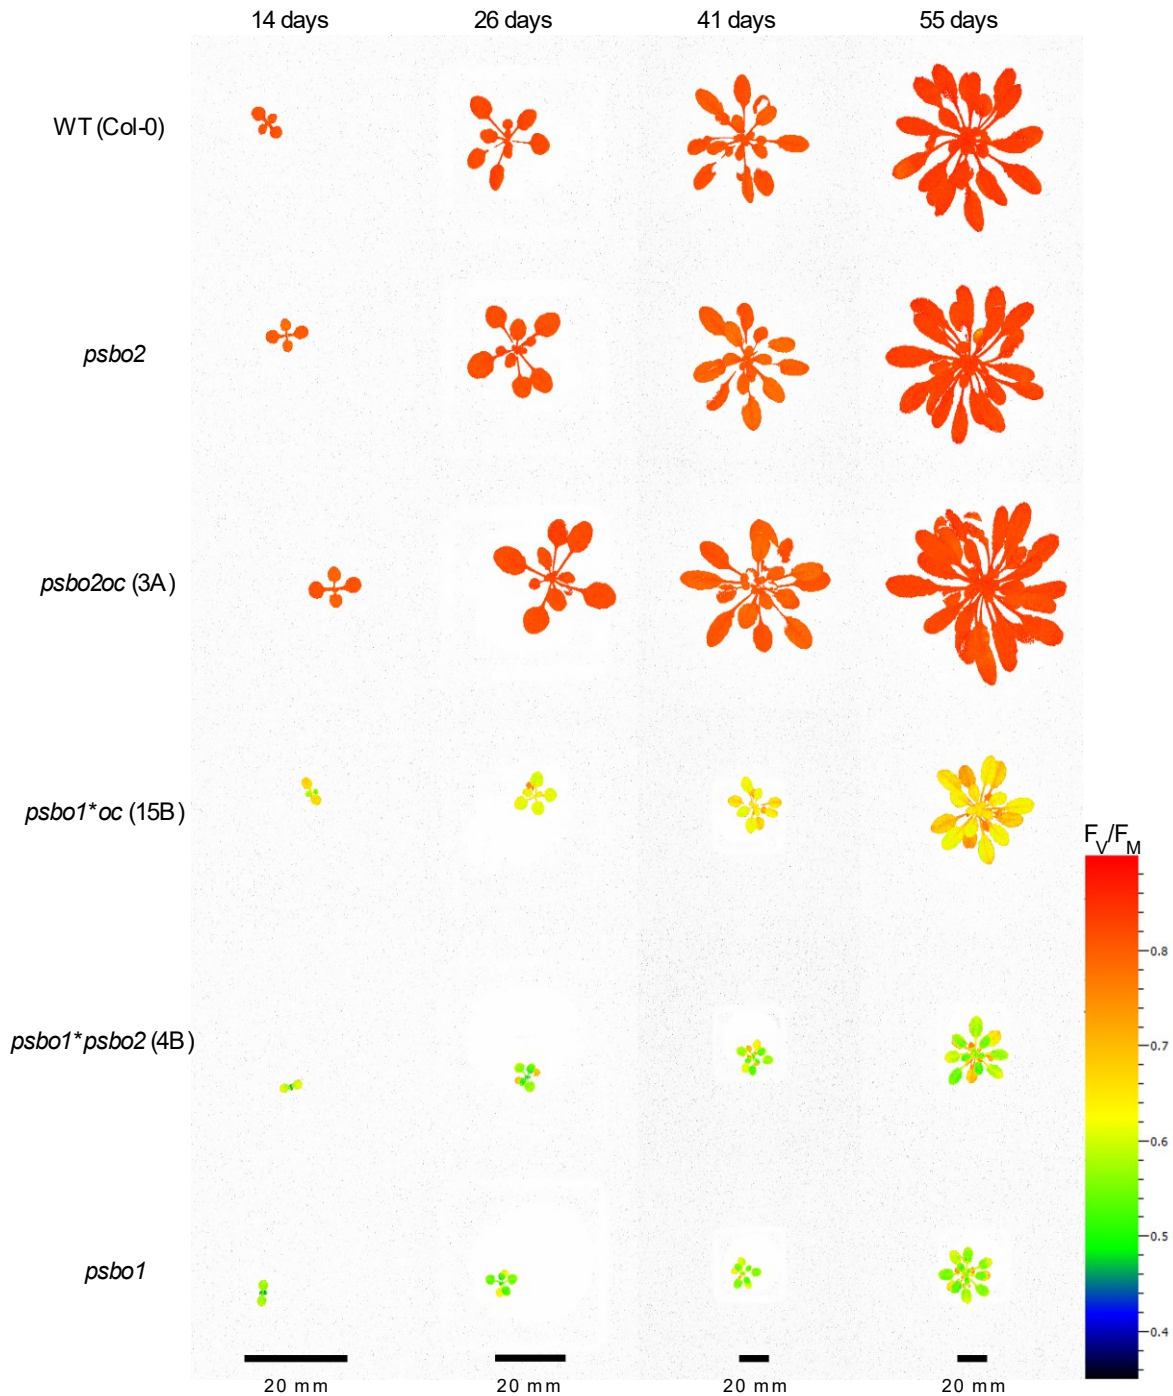 14 days 26 days 41 days 55 days
WT (Col-0)
psbo2
psbo2oc (3A)
psbo1*oc (15B)
FV/FM
0.8
psbo1*psbo2 (4B)
0.7
0.6
0.5
psbo1
0.4
20 mm 20 mm 20 mm 20 mm